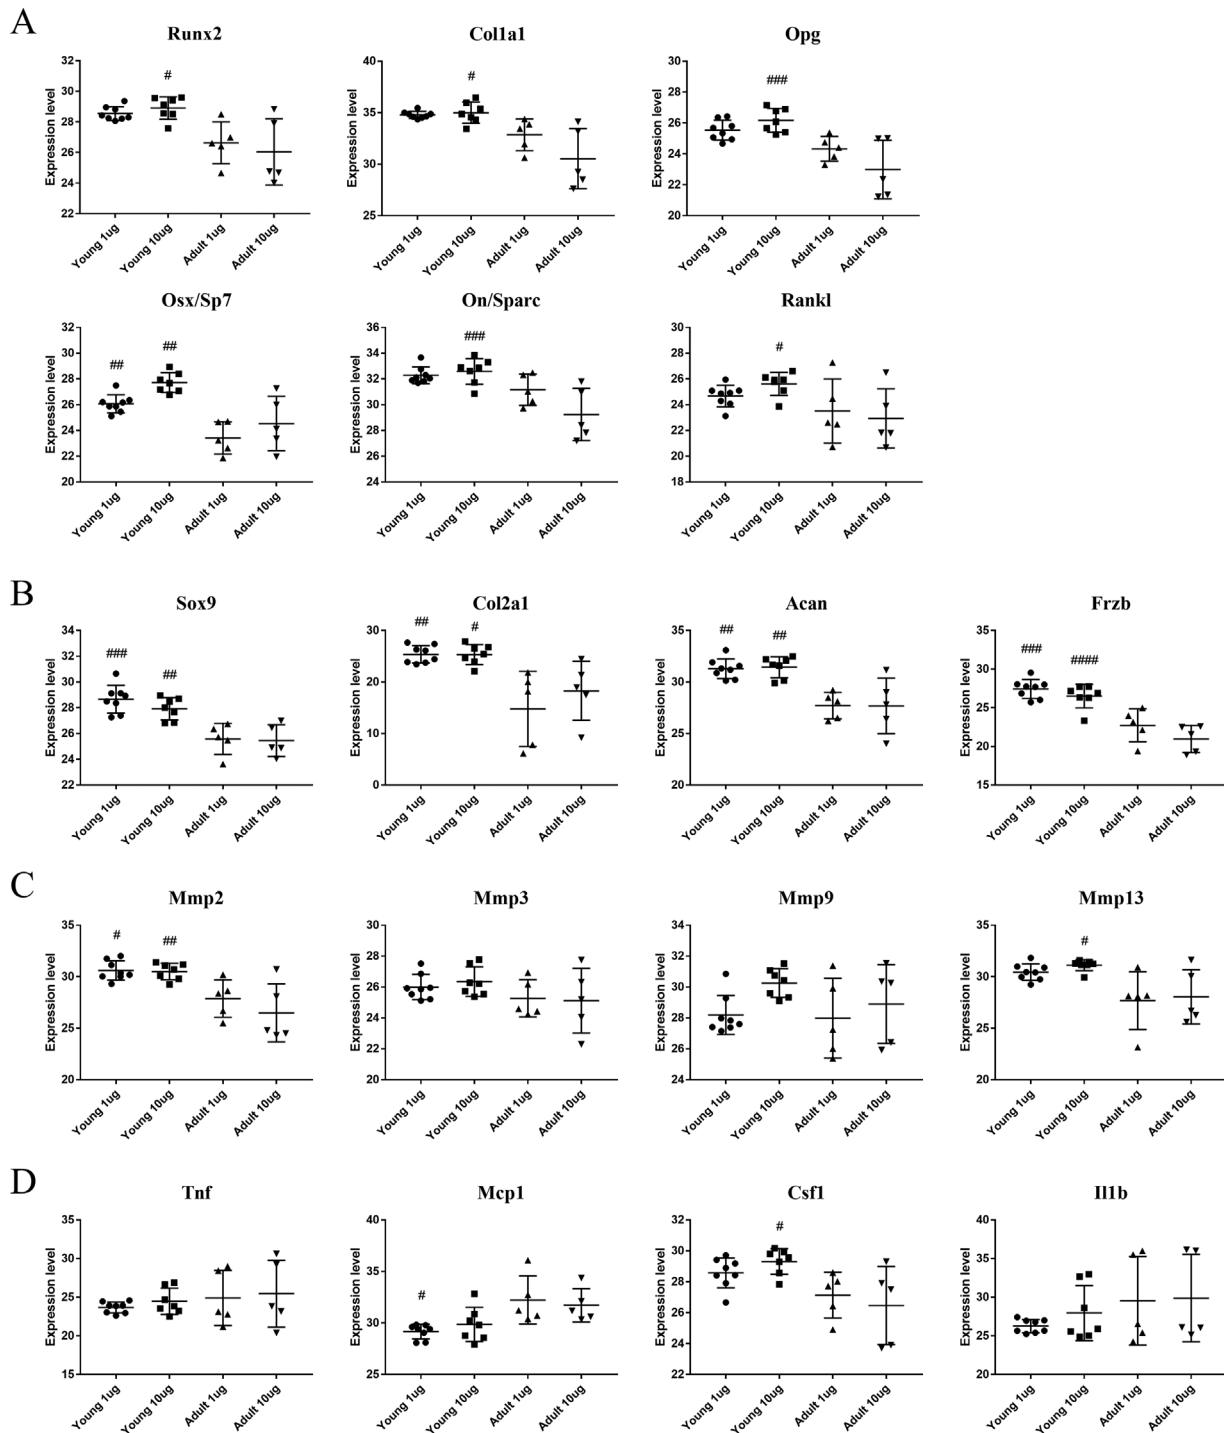 A
Runx2
#
Expression level
32
30
28
26
24
22
Young 1ug
Young 10ug
Adult 1ug
Adult 10ug
Col1a1
#
Expression level
40
35
30
25
Young 1ug
Young 10ug
Adult 1ug
Adult 10ug
Opg
###
Expression level
30
28
26
24
22
20
Young 1ug
Young 10ug
Adult 1ug
Adult 10ug
Osx/Sp7
## ##
Expression level
32
30
28
26
24
22
20
Young 1ug
Young 10ug
Adult 1ug
Adult 10ug
On/Sparc
###
Expression level
36
34
32
30
28
26
24
Young 1ug
Young 10ug
Adult 1ug
Adult 10ug
Rankl
#
Expression level
30
28
26
24
22
20
18
Young 1ug
Young 10ug
Adult 1ug
Adult 10ug
B
Sox9
### ##
Expression level
34
32
30
28
26
24
22
Young 1ug
Young 10ug
Adult 1ug
Adult 10ug
Col2a1
## #
Expression level
30
20
10
0
Young 1ug
Young 10ug
Adult 1ug
Adult 10ug
Acan
## ##
Expression level
35
30
25
20
Young 1ug
Young 10ug
Adult 1ug
Adult 10ug
Frzb
### ####
Expression level
35
30
25
20
15
Young 1ug
Young 10ug
Adult 1ug
Adult 10ug
C
Mmp2
# ##
Expression level
35
30
25
20
Young 1ug
Young 10ug
Adult 1ug
Adult 10ug
Mmp3
Expression level
30
28
26
24
22
20
Young 1ug
Young 10ug
Adult 1ug
Adult 10ug
Mmp9
Expression level
34
32
30
28
26
24
Young 1ug
Young 10ug
Adult 1ug
Adult 10ug
Mmp13
#
Expression level
35
30
25
20
Young 1ug
Young 10ug
Adult 1ug
Adult 10ug
D
Tnf
Expression level
35
30
25
20
15
Young 1ug
Young 10ug
Adult 1ug
Adult 10ug
Mcp1
#
Expression level
40
35
30
25
Young 1ug
Young 10ug
Adult 1ug
Adult 10ug
Csf1
#
Expression level
32
30
28
26
24
22
Young 1ug
Young 10ug
Adult 1ug
Adult 10ug
Il1b
Expression level
40
35
30
25
20
Young 1ug
Young 10ug
Adult 1ug
Adult 10ug